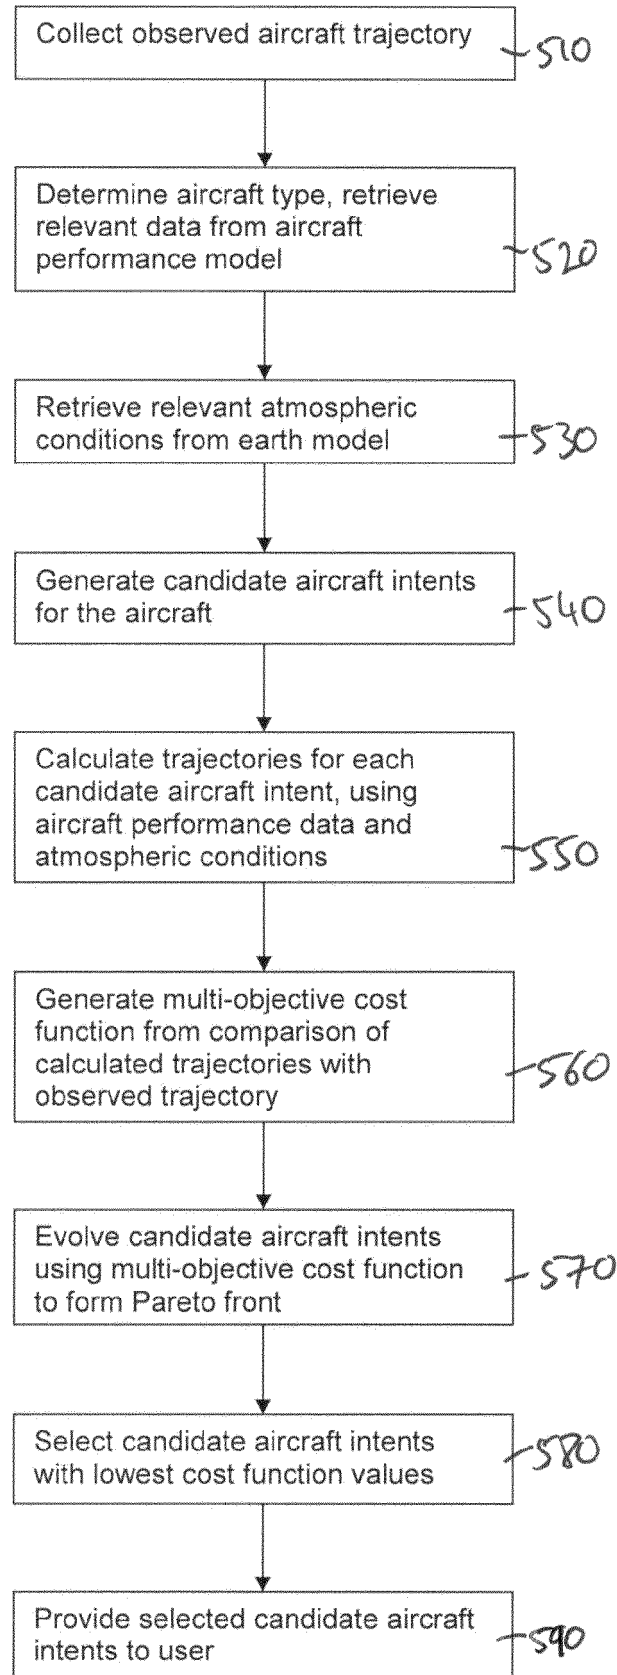 Collect observed aircraft trajectory
510
Determine aircraft type, retrieve
relevant data from aircraft
performance model
520
Retrieve relevant atmospheric
conditions from earth model
530
Generate candidate aircraft intents
for the aircraft
540
Calculate trajectories for each
candidate aircraft intent, using
aircraft performance data and
atmospheric conditions
550
Generate multi-objective cost
function from comparison of
calculated trajectories with
observed trajectory
560
Evolve candidate aircraft intents
using multi-objective cost function
to form Pareto front
570
Select candidate aircraft intents
with lowest cost function values
580
Provide selected candidate aircraft
intents to user
590